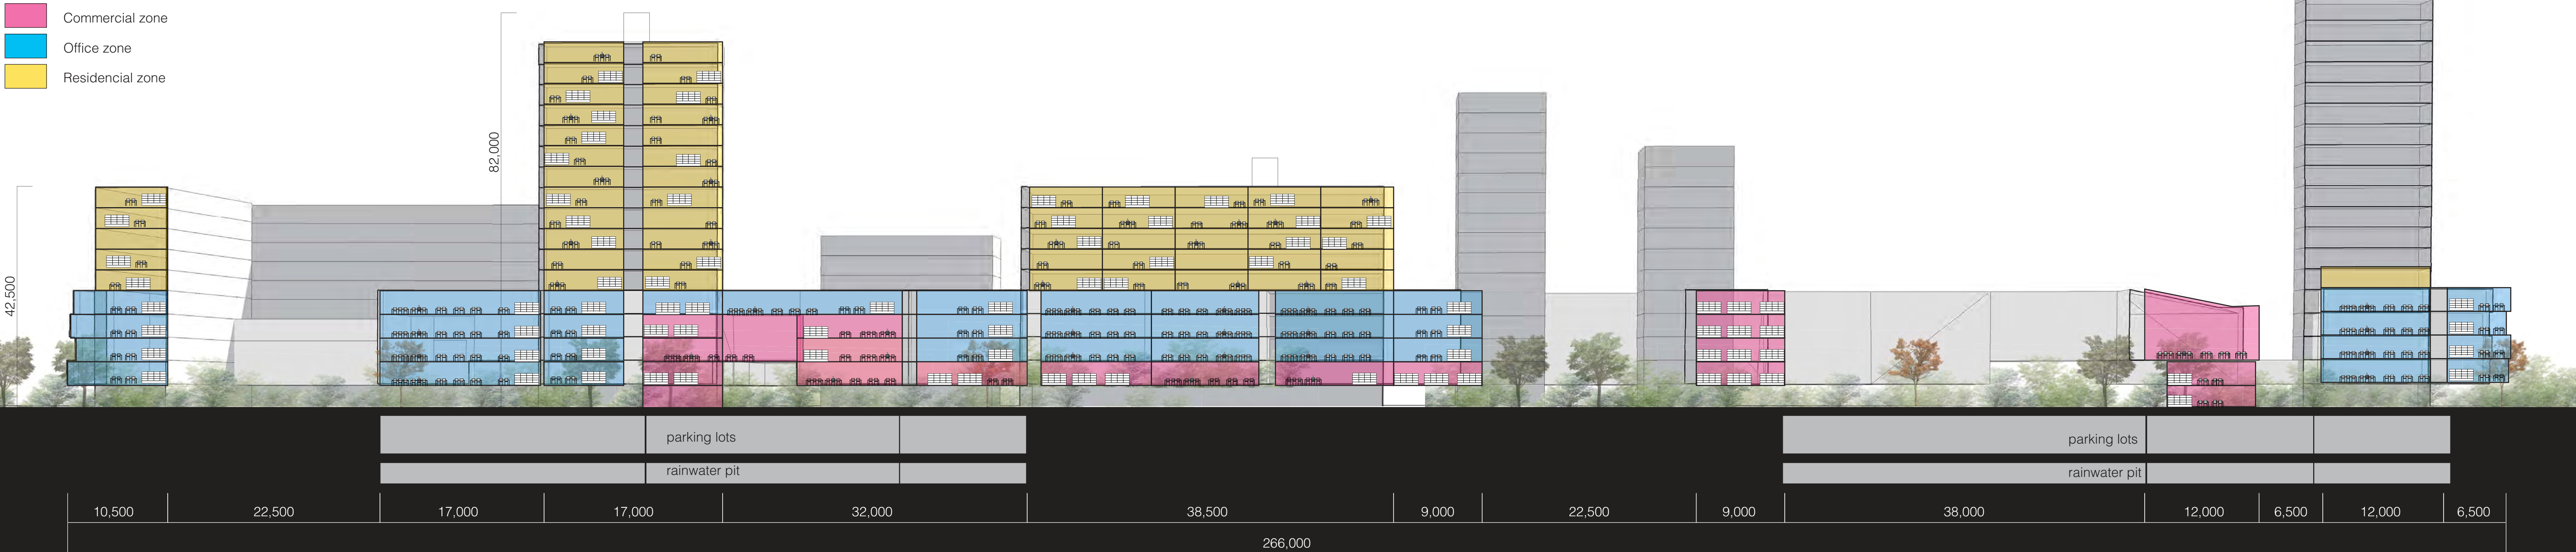 Commercial zone
Office zone
Residencial zone
82,000
42,500
parking lots
parking lots
rainwater pit
rainwater pit
10,500 22,500 17,000 17,000 32,000 38,500 9,000 22,500 9,000 38,000 12,000 6,500 12,000 6,500
266,000